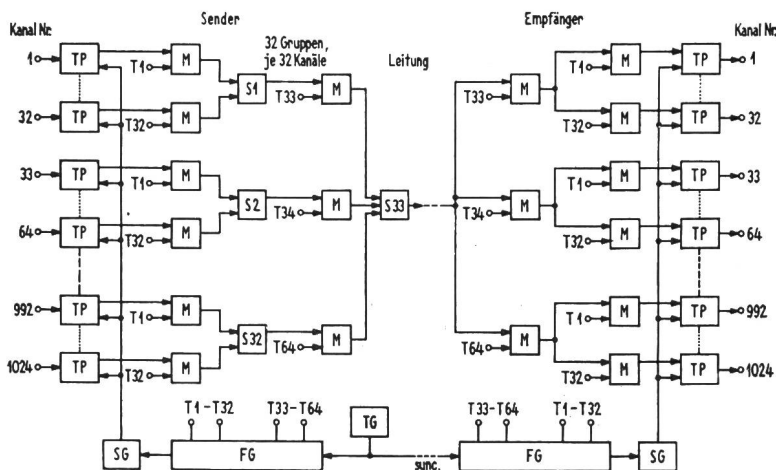 Sender
Empfänger
Kanal Nr.
32 Gruppen,
je 32 Kanäle
Leitung
Kanal Nr.
1 TP T1 M S1 T33 M T33 M T1 M TP 1
32 TP T32 M T32 M TP 32
33 TP T1 M S2 T34 M S33 T34 M T1 M TP 33
64 TP T32 M T32 M TP 64
992 TP T1 M S32 T64 M T64 M T1 M TP 992
1024 TP T32 M T32 M TP 1024
T1-T32 T33-T64 TG T33-T64 T1-T32
SG FG sync. FG SG